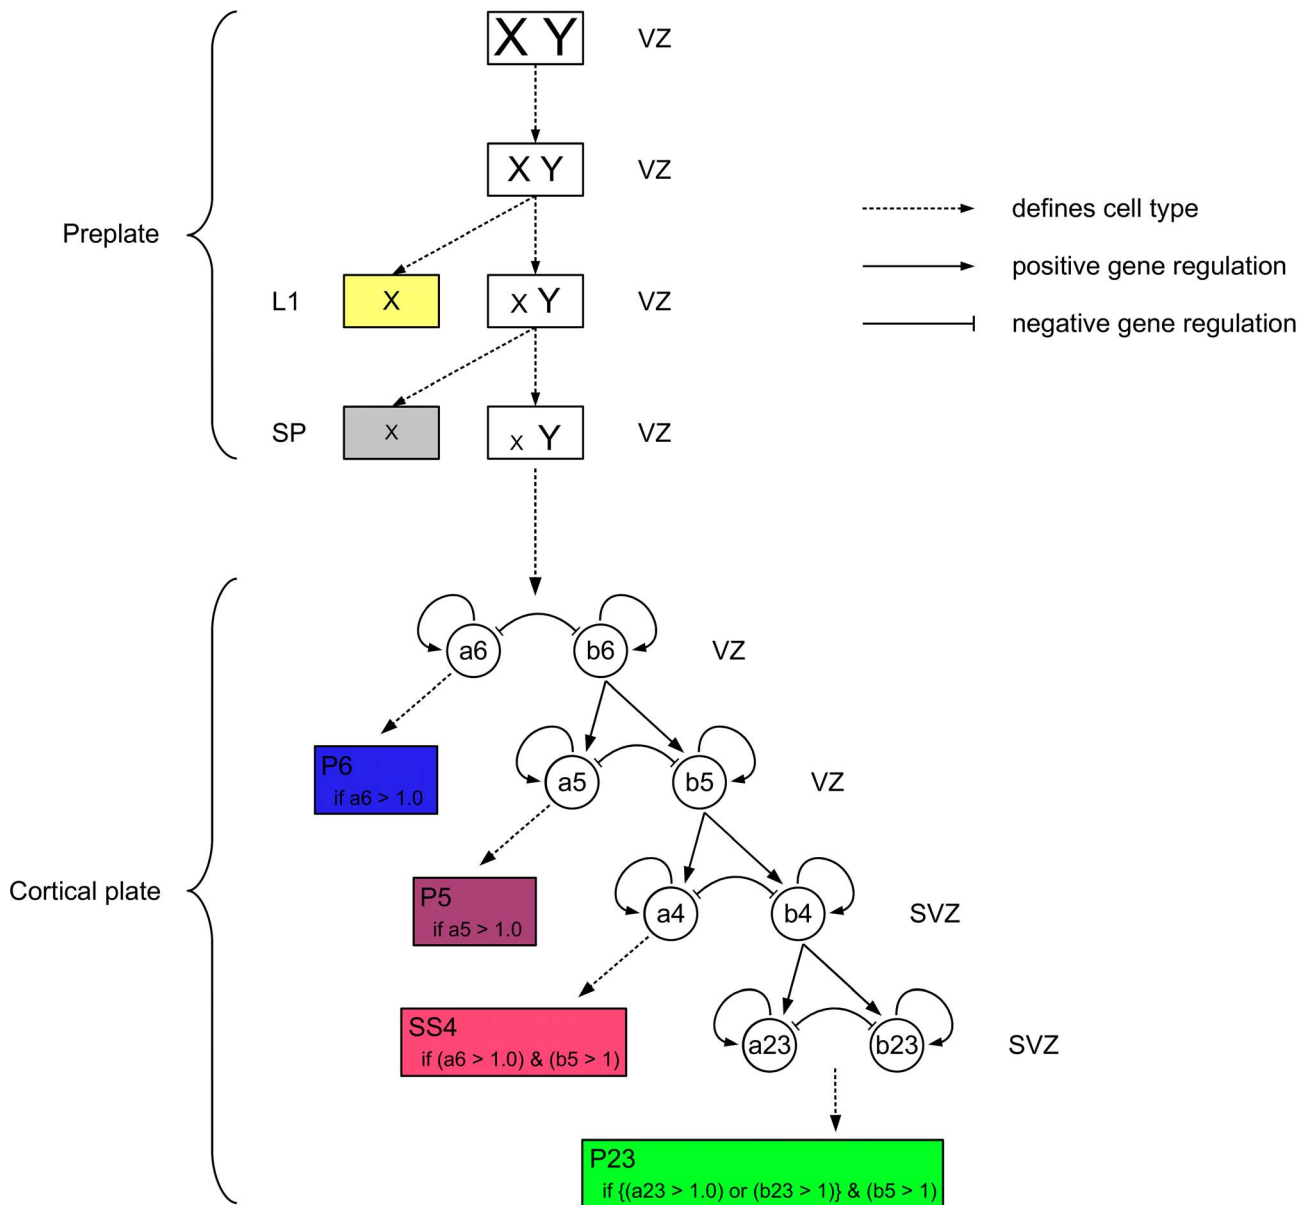 X Y VZ
X Y VZ
defines cell type
Preplate
positive gene regulation
L1 X X Y VZ
negative gene regulation
SP X X Y VZ
a6 b6 VZ
P6
if a6 > 1.0
a5 b5 VZ
P5
if a5 > 1.0
Cortical plate
a4 b4 SVZ
SS4
if (a6 > 1.0) & (b5 > 1)
a23 b23 SVZ
P23
if {(a23 > 1.0) or (b23 > 1)} & (b5 > 1)